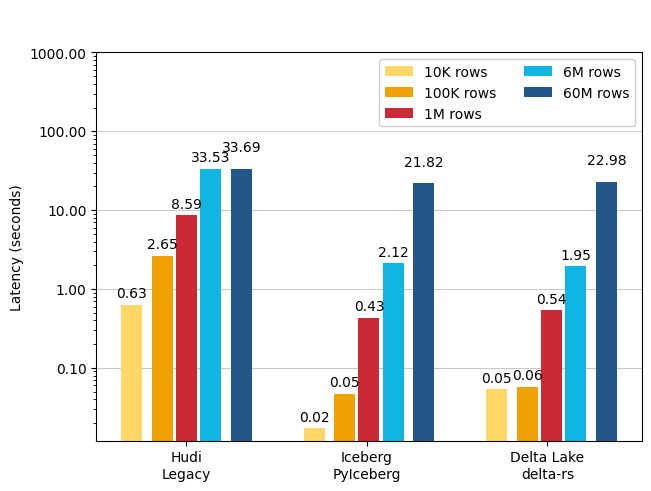 1000.00
100.00
10.00
1.00
0.10
Latency (seconds)
10K rows
100K rows
1M rows
6M rows
60M rows
0.63
2.65
8.59
33.53
33.69
0.02
0.05
0.43
2.12
21.82
0.05
0.06
0.54
1.95
22.98
Hudi
Legacy
Iceberg
PyIceberg
Delta Lake
delta-rs